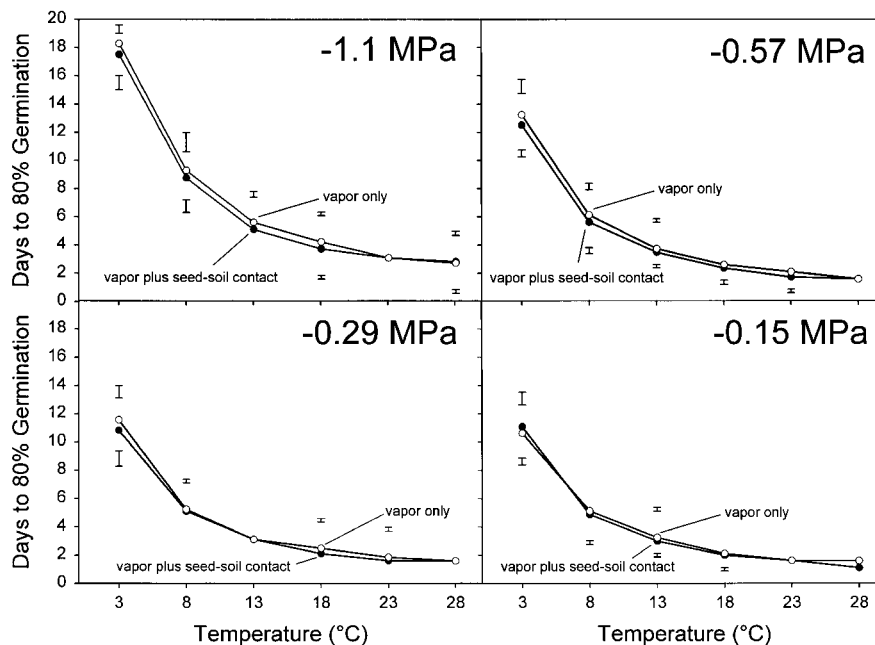 20
18
16
14
12
10
8
6
4
2
0
Days to 80% Germination
-1.1 MPa
vapor only
vapor plus seed-soil contact
-0.57 MPa
vapor only
vapor plus seed-soil contact
18
16
14
12
10
8
6
4
2
0
Days to 80% Germination
-0.29 MPa
vapor only
vapor plus seed-soil contact
-0.15 MPa
vapor only
vapor plus seed-soil contact
3 8 13 18 23 28
3 8 13 18 23 28
Temperature (°C)
Temperature (°C)